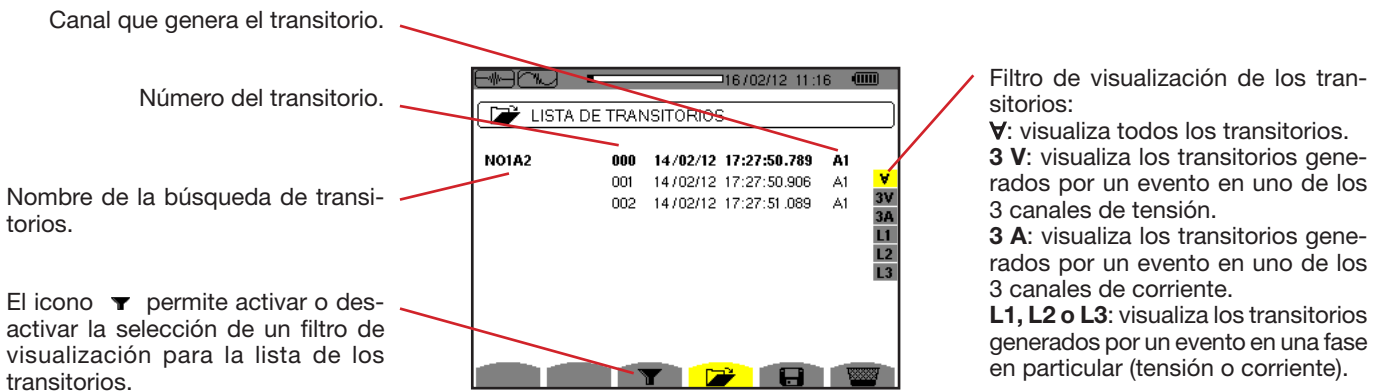 Canal que genera el transitorio.
Número del transitorio.
Nombre de la búsqueda de transi-
torios.
El icono permite activar o des-
activar la selección de un filtro de
visualización para la lista de los
transitorios.
16/02/12 11:16
LISTA DE TRANSITORIOS
NO1A2 000 14/02/12 17:27:50.789 A1
001 14/02/12 17:27:50.906 A1
002 14/02/12 17:27:51.089 A1
∀
3V
3A
L1
L2
L3
Filtro de visualización de los tran-
sitorios:
∀: visualiza todos los transitorios.
3 V: visualiza los transitorios gene-
rados por un evento en uno de los
3 canales de tensión.
3 A: visualiza los transitorios gene-
rados por un evento en uno de los
3 canales de corriente.
L1, L2 o L3: visualiza los transitorios
generados por un evento en una fase
en particular (tensión o corriente).